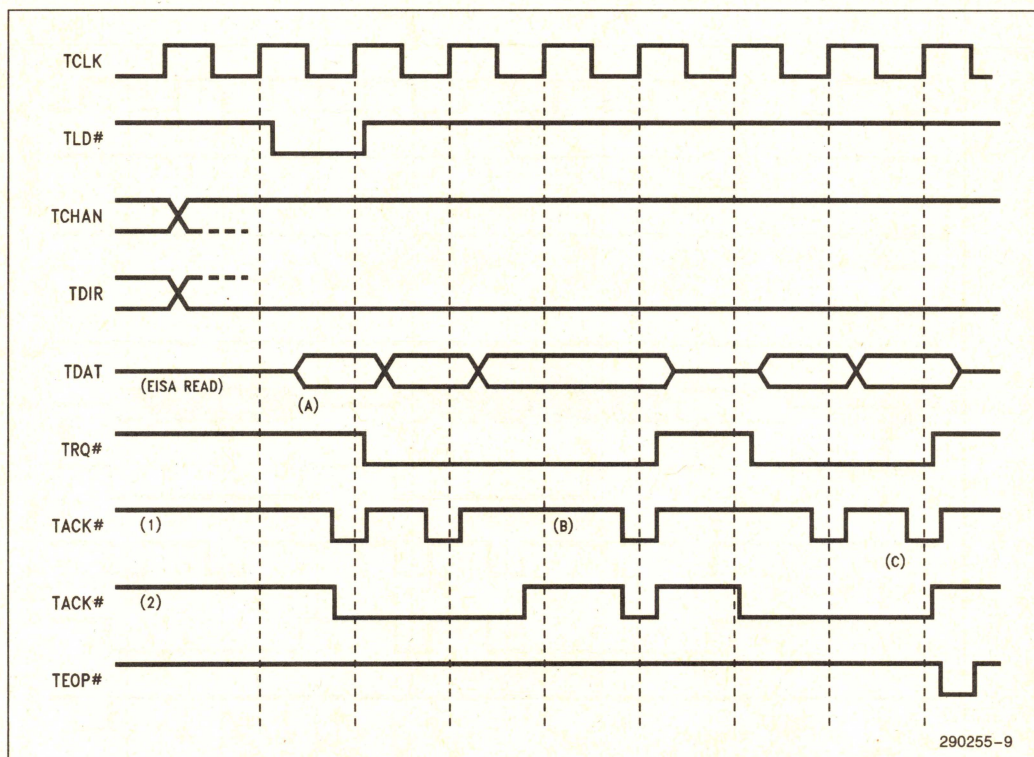 TCLK
TLD#
TCHAN
TDIR
TDAT
(EISA READ)
(A)
TRQ#
TACK# (1) (B) (C)
TACK# (2)
TEOP#
290255-9